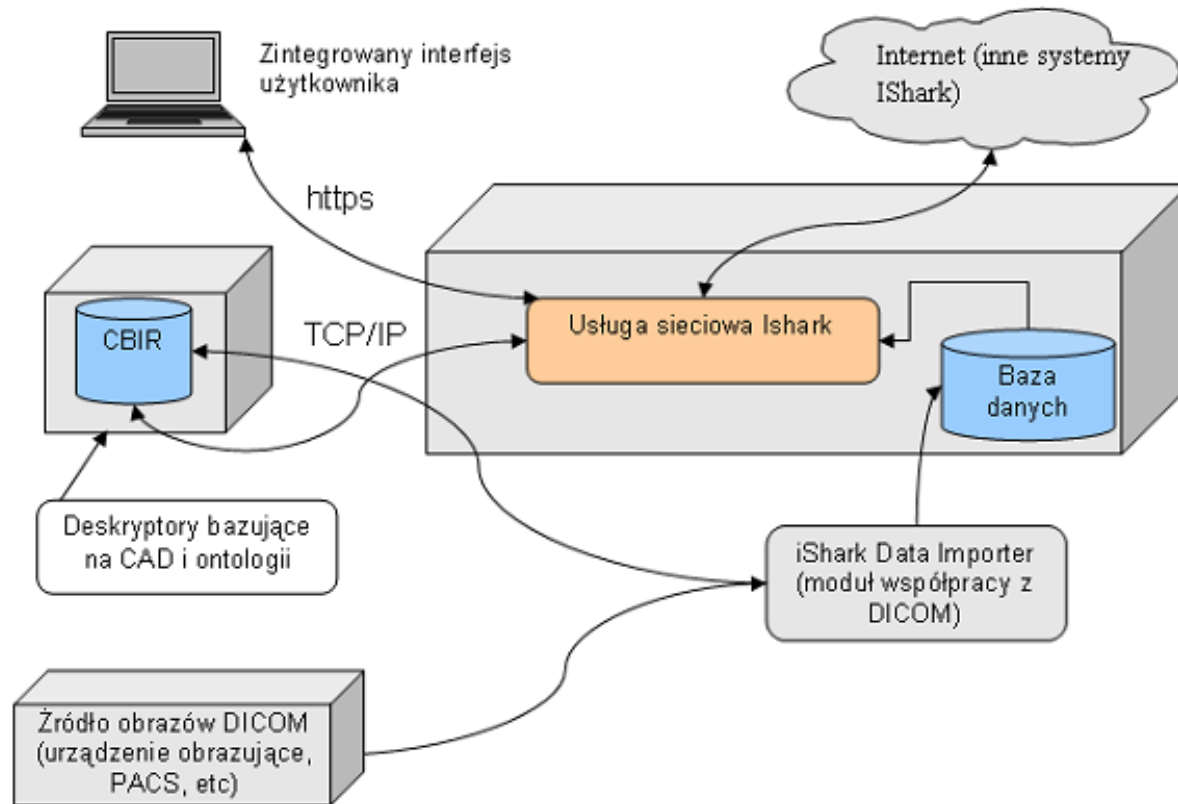 Zintegrowany interfejs
użytkownika
Internet (inne systemy
IShark)
https
CBIR
TCP/IP
Usługa sieciowa Ishark
Baza
danych
Deskryptory bazujące
na CAD i ontologii
iShark Data Importer
(moduł współpracy z
DICOM)
Źródło obrazów DICOM
(urządzenie obrazujące,
PACS, etc)